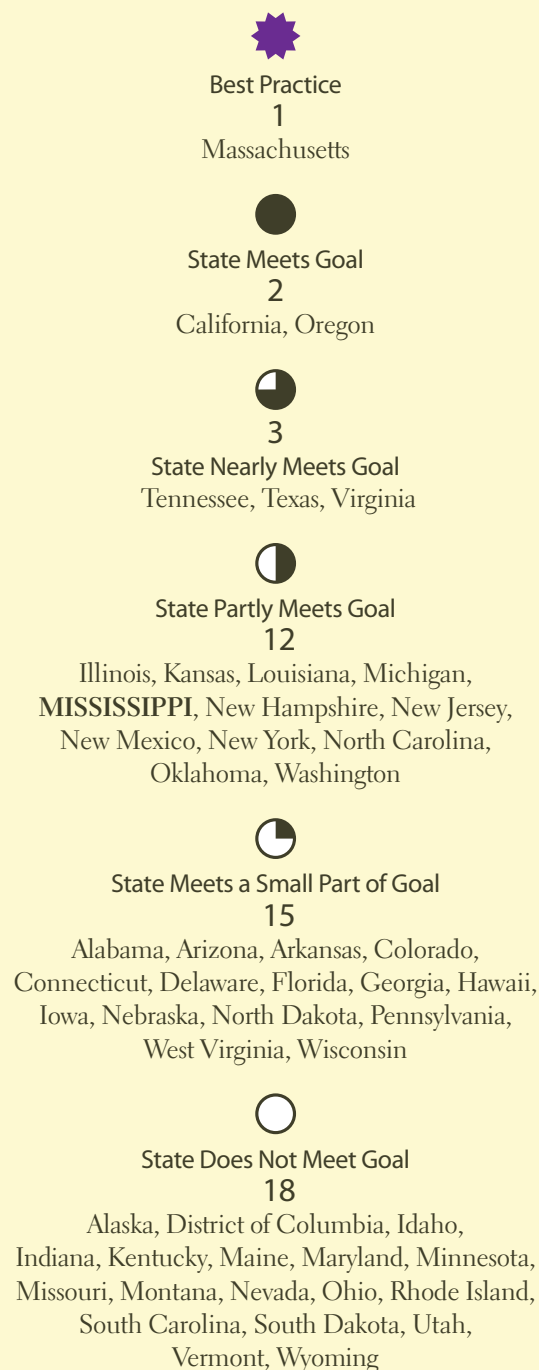 Best Practice
1
Massachusetts
State Meets Goal
2
California, Oregon
3
State Nearly Meets Goal
Tennessee, Texas, Virginia
State Partly Meets Goal
12
Illinois, Kansas, Louisiana, Michigan,
MISSISSIPPI, New Hampshire, New Jersey,
New Mexico, New York, North Carolina,
Oklahoma, Washington
State Meets a Small Part of Goal
15
Alabama, Arizona, Arkansas, Colorado,
Connecticut, Delaware, Florida, Georgia, Hawaii,
Iowa, Nebraska, North Dakota, Pennsylvania,
West Virginia, Wisconsin
State Does Not Meet Goal
18
Alaska, District of Columbia, Idaho,
Indiana, Kentucky, Maine, Maryland, Minnesota,
Missouri, Montana, Nevada, Ohio, Rhode Island,
South Carolina, South Dakota, Utah,
Vermont, Wyoming